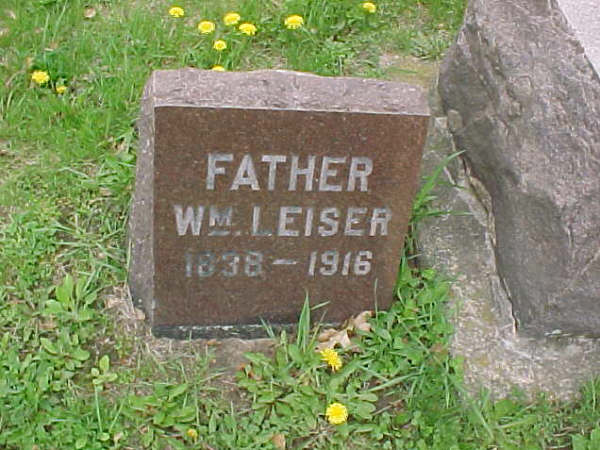 FATHER
WM. LEISER
1838 – 1916